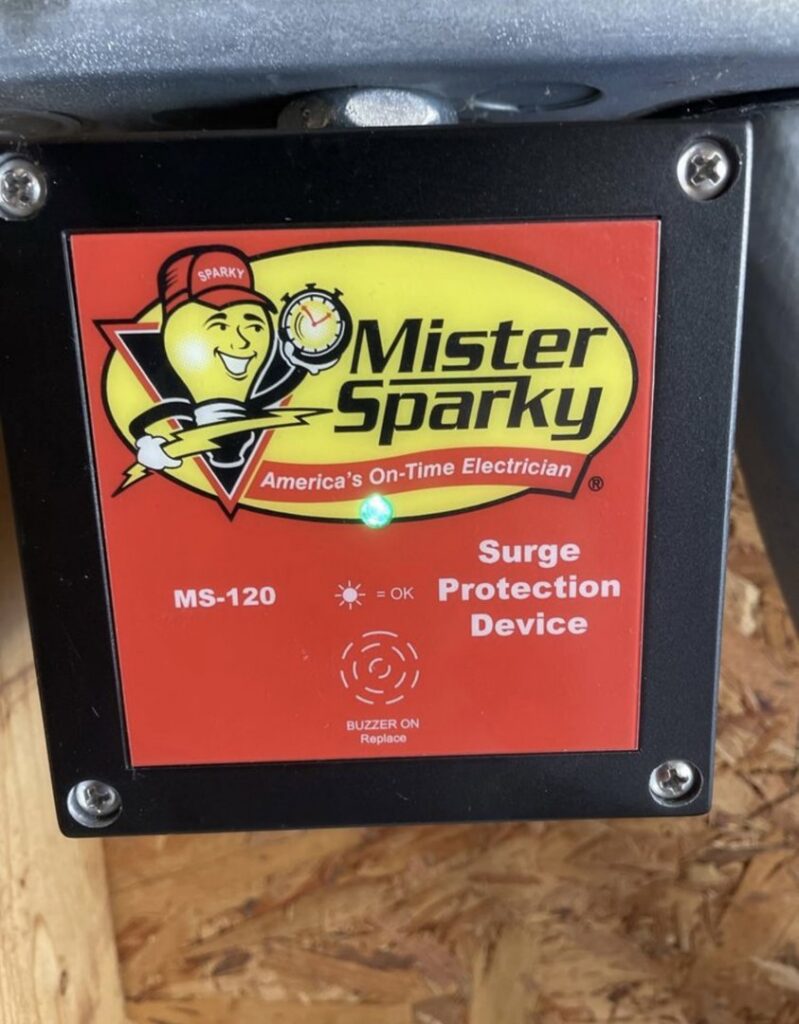 SPARKY
Mister
Sparky
America's On-Time Electrician
®
Surge
Protection
Device
MS-120
= OK
BUZZER ON
Replace